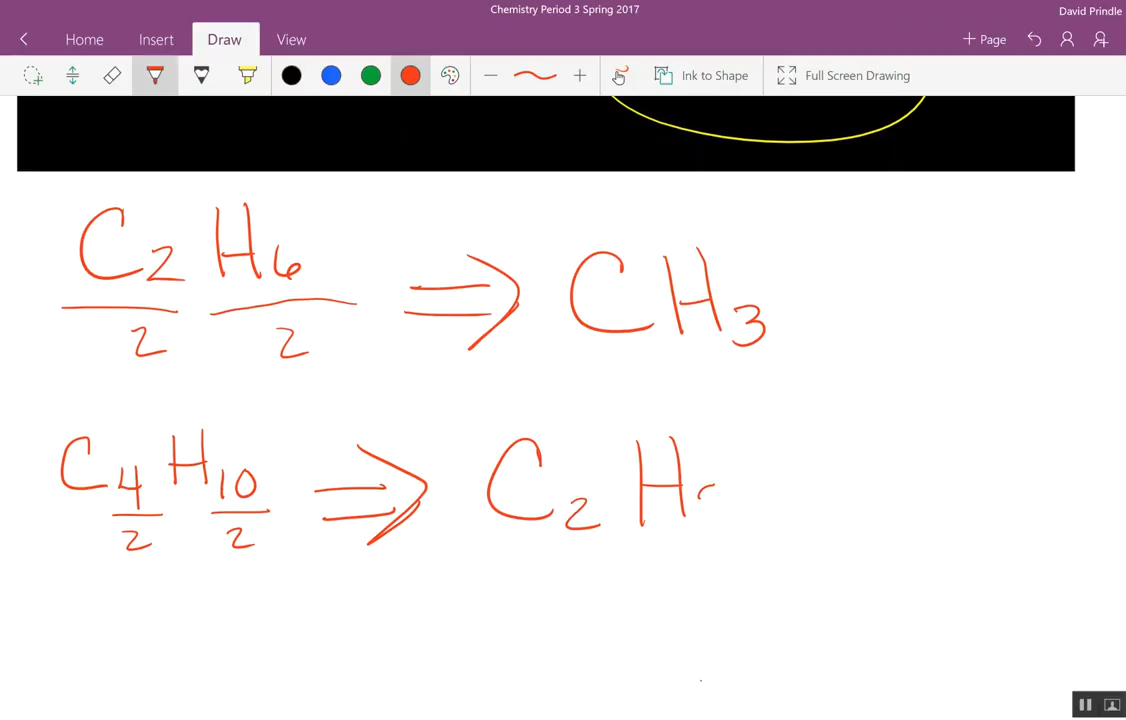 Chemistry Period 3 Spring 2017
David Prindle
Home Insert Draw View + Page
Ink to Shape Full Screen Drawing
C₂ H₆ ⇒ CH₃
2 2
C₄ H₁₀ ⇒ C₂ H
2 2